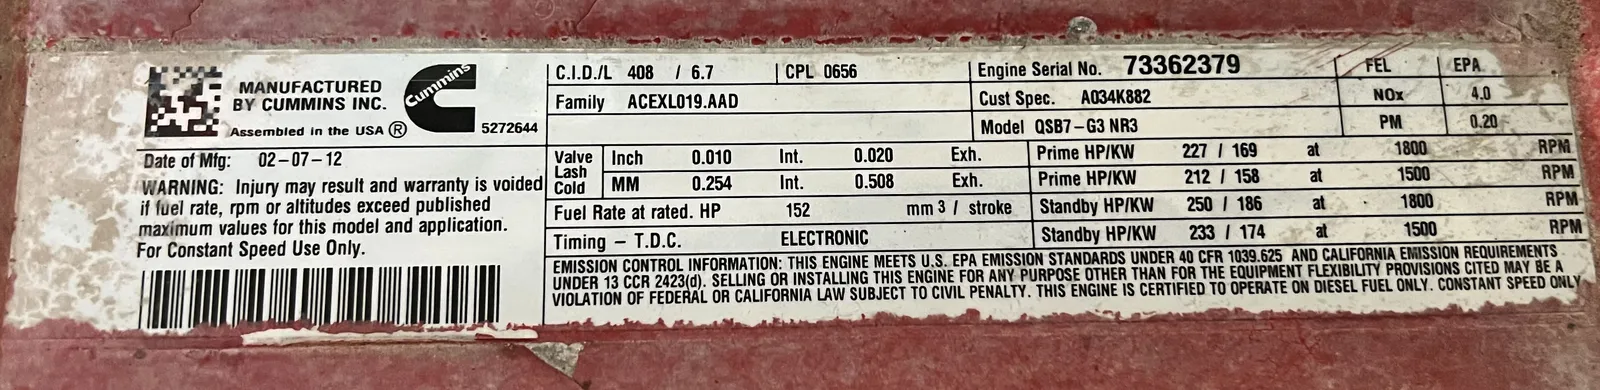 MANUFACTURED
BY CUMMINS INC.
Assembled in the USA ®
Cummins
5272644
Date of Mfg: 02-07-12
WARNING: Injury may result and warranty is voided
if fuel rate, rpm or altitudes exceed published
maximum values for this model and application.
For Constant Speed Use Only.
C.I.D./L 408 / 6.7 CPL 0656
Family ACEXL019.AAD
Engine Serial No. 73362379
Cust Spec. A034K882
Model QSB7-G3 NR3
FEL EPA
NOx 4.0
PM 0.20
Valve Lash Cold
Inch 0.010 Int. 0.020 Exh.
MM 0.254 Int. 0.508 Exh.
Fuel Rate at rated. HP 152 mm 3 / stroke
Timing - T.D.C. ELECTRONIC
Prime HP/KW 227 / 169 at 1800 RPM
Prime HP/KW 212 / 158 at 1500 RPM
Standby HP/KW 250 / 186 at 1800 RPM
Standby HP/KW 233 / 174 at 1500 RPM
EMISSION CONTROL INFORMATION: THIS ENGINE MEETS U.S. EPA EMISSION STANDARDS UNDER 40 CFR 1039.625 AND CALIFORNIA EMISSION REQUIREMENTS
UNDER 13 CCR 2423(d). SELLING OR INSTALLING THIS ENGINE FOR ANY PURPOSE OTHER THAN FOR THE EQUIPMENT FLEXIBILITY PROVISIONS CITED MAY BE A
VIOLATION OF FEDERAL OR CALIFORNIA LAW SUBJECT TO CIVIL PENALTY. THIS ENGINE IS CERTIFIED TO OPERATE ON DIESEL FUEL ONLY. CONSTANT SPEED ONLY